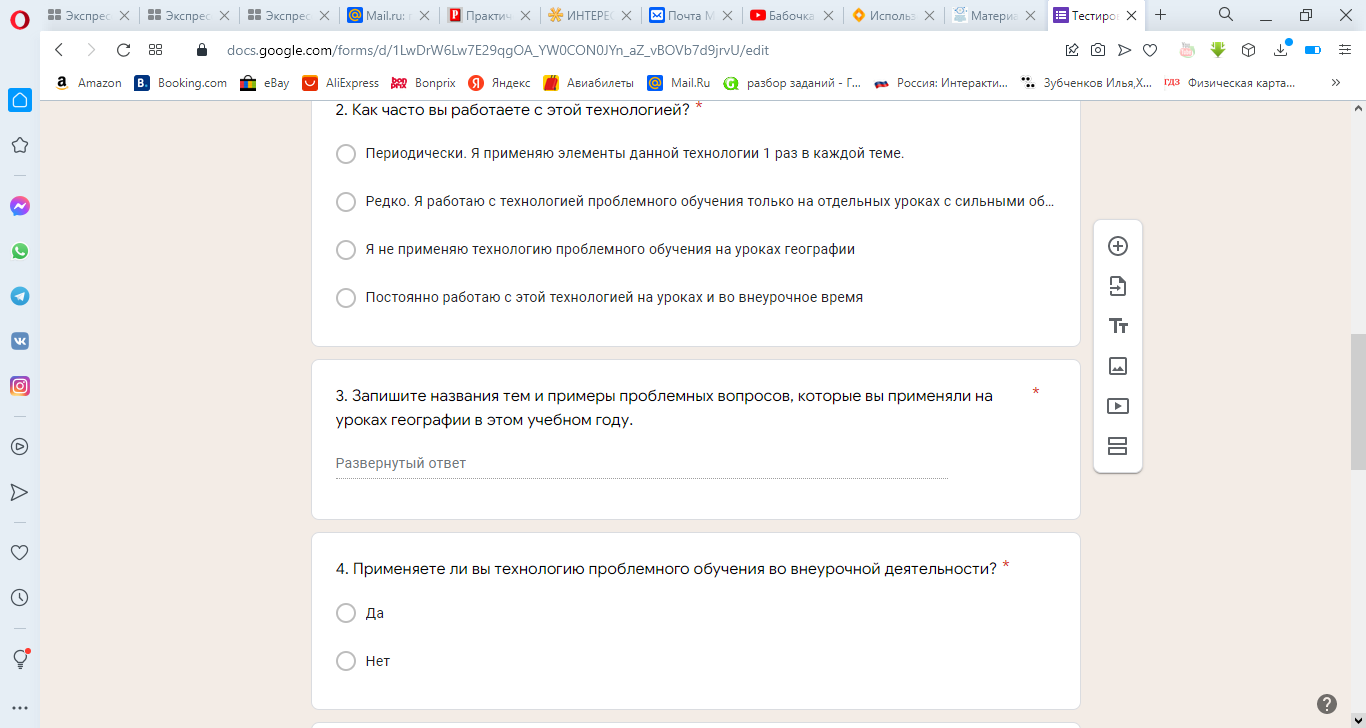 Экспрес
Экспрес
Экспрес
Mail.ru:
Практич
ИНТЕРЕС
Почта M
Бабочка
Использ
Материа
Тестиро
docs.google.com/forms/d/1LwDrW6Lw7E29qgOA_YW0CON0JYn_aZ_vBOVb7d9jrvU/edit
Amazon
Booking.com
eBay
AliExpress
Bonprix
Яндекс
Авиабилеты
Mail.Ru
разбор заданий - Г...
Россия: Интеракти...
Зубченков Илья,Х...
ГДЗ Физическая карта...
2. Как часто вы работаете с этой технологией? *
Периодически. Я применяю элементы данной технологии 1 раз в каждой теме.
Редко. Я работаю с технологией проблемного обучения только на отдельных уроках с сильными об...
Я не применяю технологию проблемного обучения на уроках географии
Постоянно работаю с этой технологией на уроках и во внеурочное время
3. Запишите названия тем и примеры проблемных вопросов, которые вы применяли на *
уроках географии в этом учебном году.
Развернутый ответ
4. Применяете ли вы технологию проблемного обучения во внеурочной деятельности? *
Да
Нет